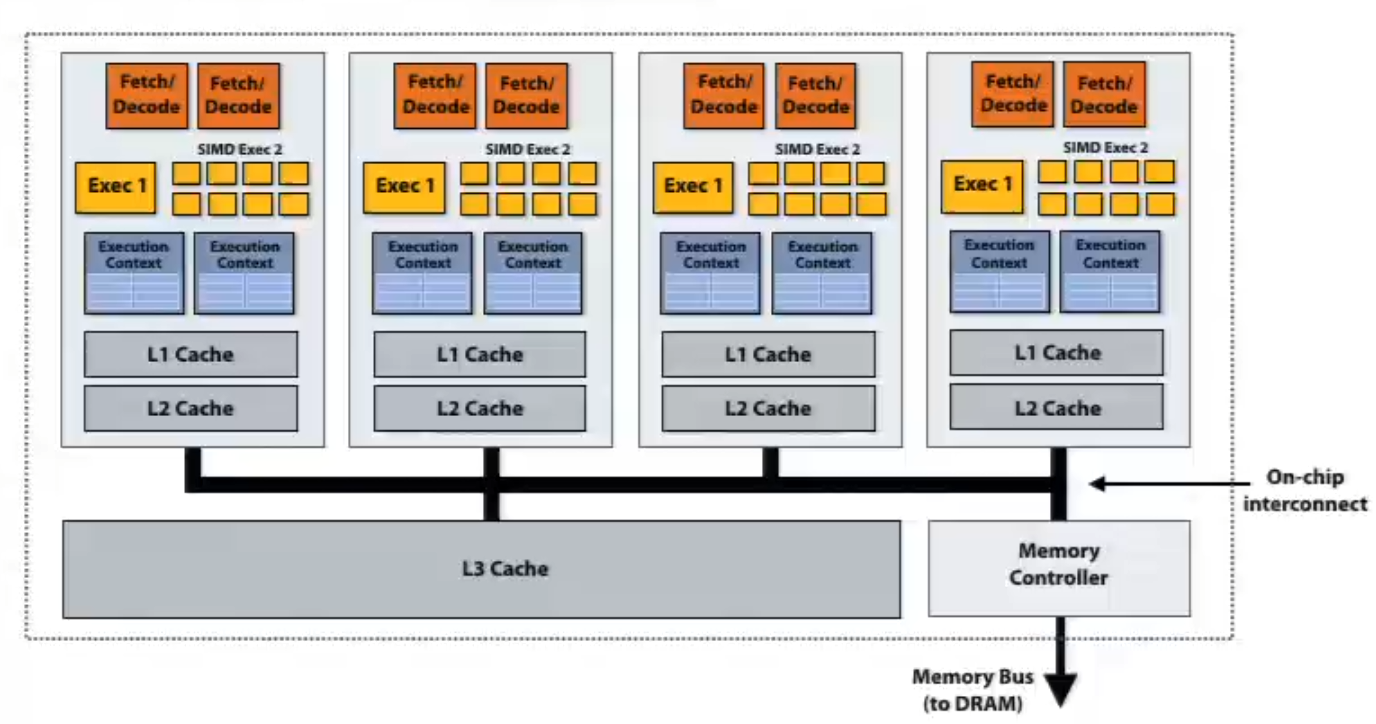 Fetch/
Decode
Fetch/
Decode
SIMD Exec 2
Exec 1
Execution
Context
Execution
Context
L1 Cache
L2 Cache
Fetch/
Decode
Fetch/
Decode
SIMD Exec 2
Exec 1
Execution
Context
Execution
Context
L1 Cache
L2 Cache
Fetch/
Decode
Fetch/
Decode
SIMD Exec 2
Exec 1
Execution
Context
Execution
Context
L1 Cache
L2 Cache
Fetch/
Decode
Fetch/
Decode
SIMD Exec 2
Exec 1
Execution
Context
Execution
Context
L1 Cache
L2 Cache
On-chip
interconnect
L3 Cache
Memory
Controller
Memory Bus
(to DRAM)